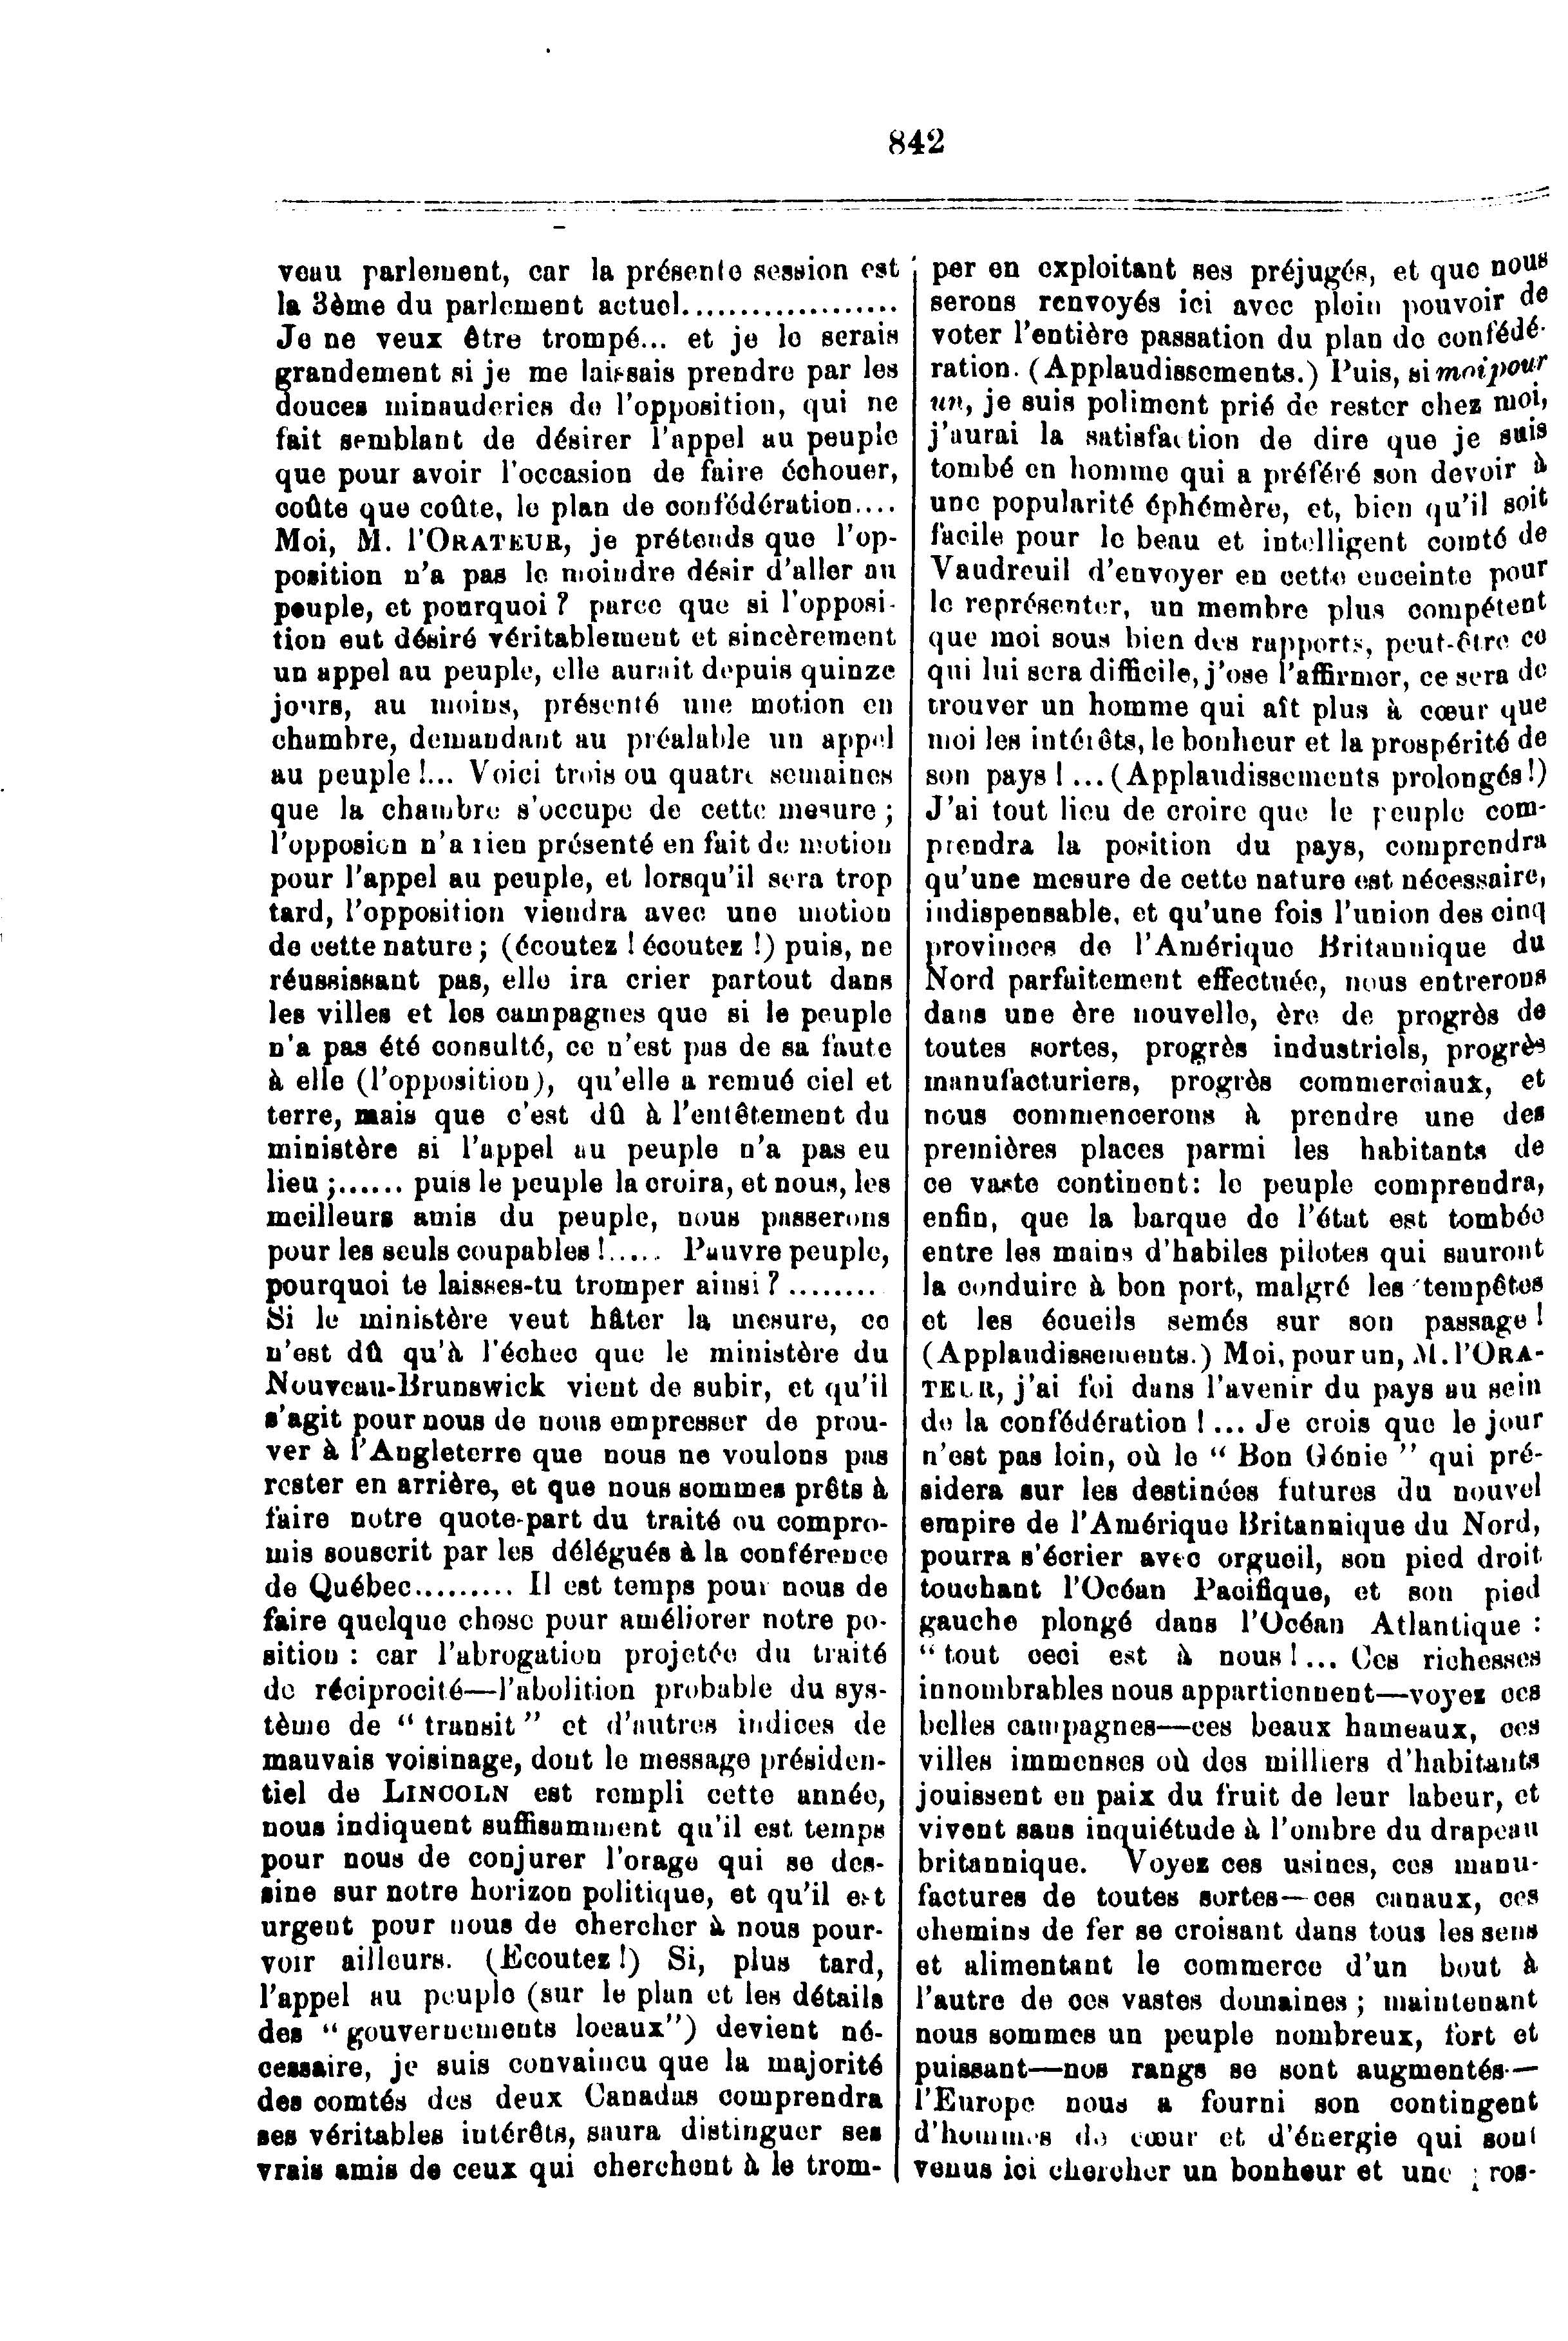 842
veau parlement, car la présente session est
la 3ème du parlement actuel...................
Je ne veux être trompé... et je le serais
grandement si je me laissais prendre par les
douces minauderies de l'opposition, qui ne
fait semblant de désirer l'appel au peuple
que pour avoir l'occasion de faire échouer,
coûte que coûte, le plan de confédération....
Moi, M. l'ORATEUR, je prétends que l'op-
position n'a pas le moindre désir d'aller au
peuple, et pourquoi ? parce que si l'opposi-
tion eut désiré véritablement et sincèrement
un appel au peuple, elle aurait depuis quinze
jours, au moins, présenté une motion en
chambre, demandant au préalable un appel
au peuple !... Voici trois ou quatre semaines
que la chambre s'occupe de cette mesure ;
l'opposion n'a rien présenté en fait de motion
pour l'appel au peuple, et lorsqu'il sera trop
tard, l'opposition viendra avec une motion
de cette nature ; (écoutez ! écoutez !) puis, ne
réussissant pas, elle ira crier partout dans
les villes et les campagnes que si le peuple
n'a pas été consulté, ce n'est pas de sa faute
à elle (l'opposition), qu'elle a remué ciel et
terre, mais que c'est dû à l'entêtement du
ministère si l'appel au peuple n'a pas eu
lieu ;...... puis le peuple la croira, et nous, les
meilleurs amis du peuple, nous passerons
pour les seuls coupables !..... Pauvre peuple,
pourquoi te laisses-tu tromper ainsi ? ........
Si le ministère veut hâter la mesure, ce
n'est dû qu'à l'échec que le ministère du
Nouveau-Brunswick vient de subir, et qu'il
s'agit pour nous de nous empresser de prou-
ver à l'Angleterre que nous ne voulons pas
rester en arrière, et que nous sommes prêts à
faire notre quote-part du traité ou compro-
mis souscrit par les délégués à la conférence
de Québec......... Il est temps pour nous de
faire quelque chose pour améliorer notre po-
sition : car l'abrogation projetée du traité
de réciprocité—l'abolition probable du sys-
tème de “ transit ” et d'autres indices de
mauvais voisinage, dont le message présiden-
tiel de LINCOLN est rempli cette année,
nous indiquent suffisamment qu'il est temps
pour nous de conjurer l'orage qui se des-
sine sur notre horizon politique, et qu'il est
urgent pour nous de chercher à nous pour-
voir ailleurs. (Ecoutez !) Si, plus tard,
l'appel au peuple (sur le plan et les détails
des “ gouvernements locaux”) devient né-
cessaire, je suis convaincu que la majorité
des comtés des deux Canadas comprendra
ses véritables intérêts, saura distinguer ses
vrais amis de ceux qui cherchent à le trom-
per en exploitant ses préjugés, et que nous
serons renvoyés ici avec plein pouvoir de
voter l'entière passation du plan de confédé-
ration. (Applaudissements.) Puis, si moi pour
un, je suis poliment prié de rester chez moi,
j'aurai la satisfaction de dire que je suis
tombé en homme qui a préféré son devoir à
une popularité éphémère, et, bien qu'il soit
facile pour le beau et intelligent comté de
Vaudreuil d'envoyer en cette enceinte pour
le représenter, un membre plus compétent
que moi sous bien des rapports, peut-être ce
qui lui sera difficile, j'ose l'affirmer, ce sera de
trouver un homme qui aît plus à cœur que
moi les intérêts, le bonheur et la prospérité de
son pays ! ... (Applaudissements prolongés !)
J'ai tout lieu de croire que le peuple com-
prendra la position du pays, comprendra
qu'une mesure de cette nature est nécessaire,
indispensable, et qu'une fois l'union des cinq
provinces de l'Amérique Britannique du
Nord parfaitement effectuée, nous entrerons
dans une ère nouvelle, ère de progrès de
toutes sortes, progrès industriels, progrès
manufacturiers, progrès commerciaux, et
nous commencerons à prendre une des
premières places parmi les habitants de
ce vaste continent: le peuple comprendra,
enfin, que la barque de l'état est tombée
entre les mains d'habiles pilotes qui sauront
la conduire à bon port, malgré les tempêtes
et les écueils semés sur son passage !
(Applaudissements.) Moi, pour un, M. l'ORA-
TEUR, j'ai foi dans l'avenir du pays au sein
de la confédération ! ... Je crois que le jour
n'est pas loin, où le “ Bon Génie ” qui pré-
sidera sur les destinées futures du nouvel
empire de l'Amérique Britannique du Nord,
pourra s'écrier avec orgueil, son pied droit
touchant l'Océan Pacifique, et son pied
gauche plongé dans l'Océan Atlantique :
“ tout ceci est à nous ! ... Ces richesses
innombrables nous appartiennent—voyez ces
belles campagnes—ces beaux hameaux, ces
villes immenses où des milliers d'habitants
jouissent en paix du fruit de leur labeur, et
vivent sans inquiétude à l'ombre du drapeau
britannique. Voyez ces usines, ces manu-
factures de toutes sortes—ces canaux, ces
chemins de fer se croisant dans tous les sens
et alimentant le commerce d'un bout à
l'autre de ces vastes domaines ; maintenant
nous sommes un peuple nombreux, fort et
puissant—nos rangs se sont augmentés—
l'Europe nous a fourni son contingent
d'hommes de cœur et d'énergie qui sont
venus ici chercher un bonheur et une pros-